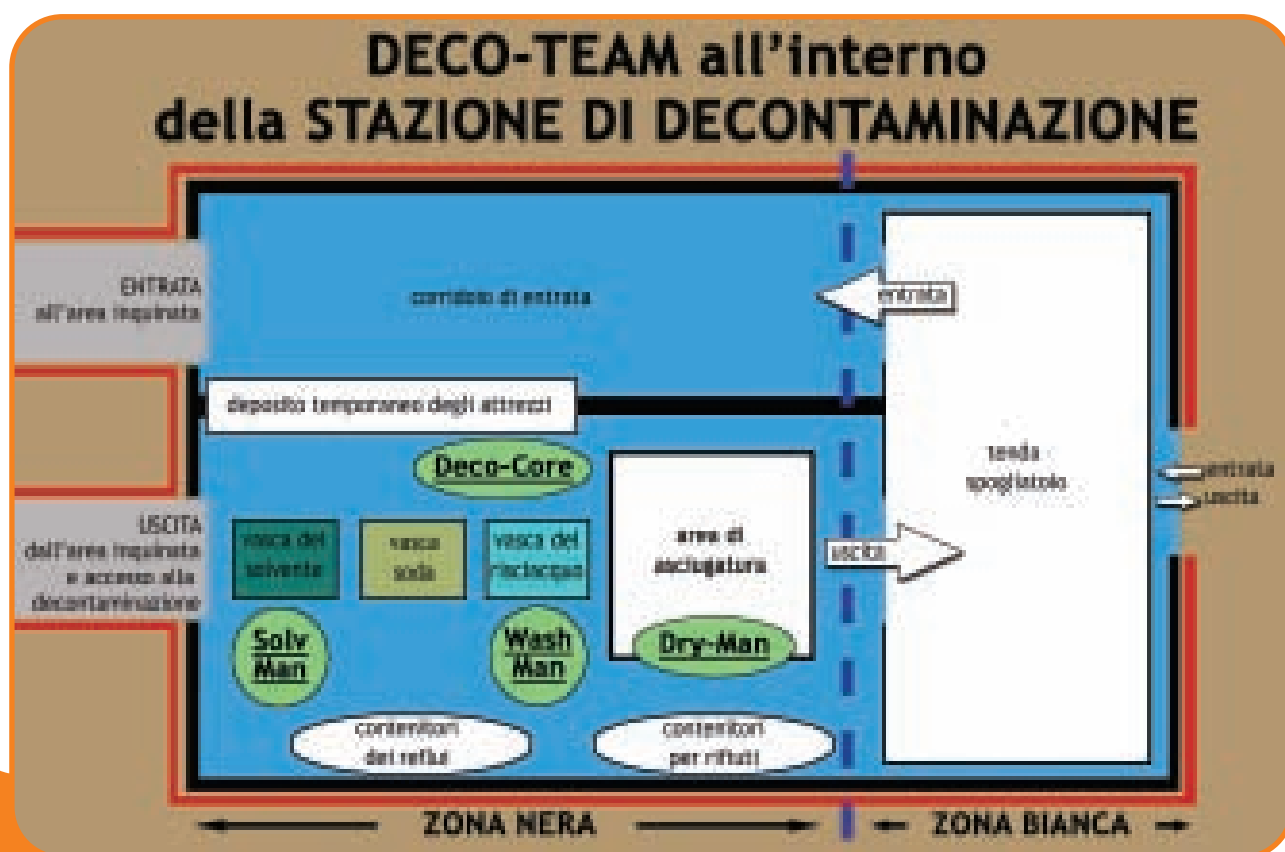 DECO-TEAM all'interno
della STAZIONE DI DECONTAMINAZIONE
ENTRATA
all'area inquinata
corridoio di entrata
entrata
deposito temporaneo degli attrezzi
Deco-Core
tenda
spogliatoio
entrata
uscita
USCITA
dall'area inquinata
e accesso alla
decontaminazione
vasca del
solvente
vasca
soda
vasca del
risciacquo
area di
asciugatura
uscita
Solv
Man
Wash
Man
Dry-Man
contenitori
dei reflui
contenitori
per rifiuti
ZONA NERA
ZONA BIANCA